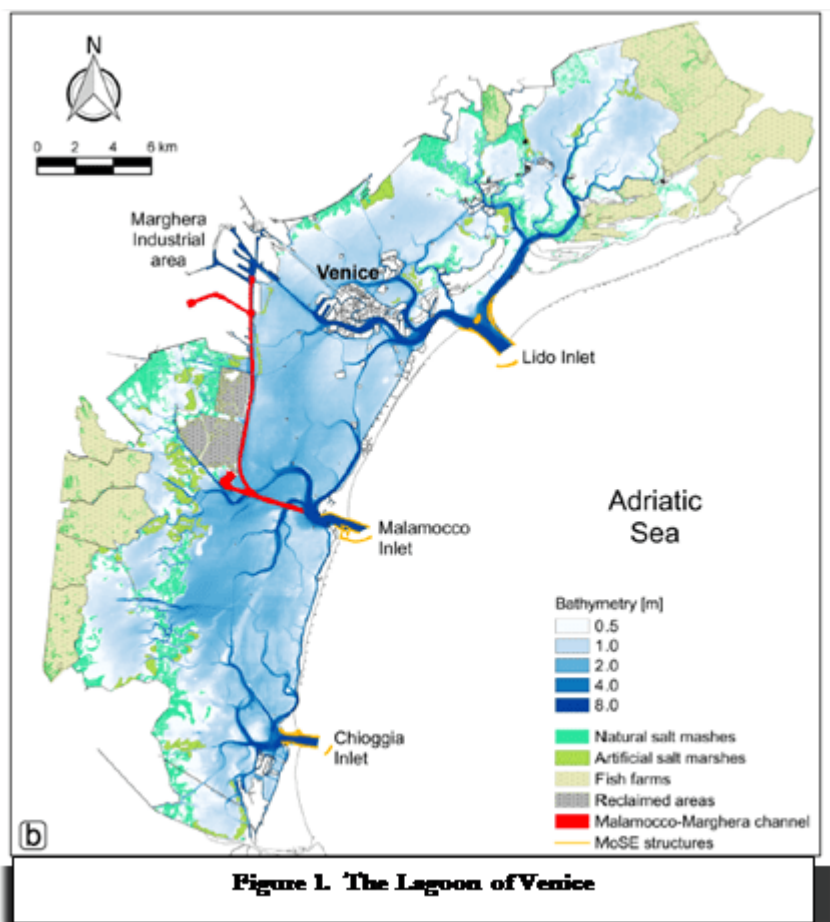 N
0 2 4 6 km
Marghera
Industrial
area
Venice
Lido Inlet
Adriatic
Sea
Malamocco
Inlet
Chioggia
Inlet
Bathymetry [m]
0.5
1.0
2.0
4.0
8.0
Natural salt mashes
Artificial salt marshes
Fish farms
Reclaimed areas
Malamocco-Marghera channel
MoSE structures
b
Figure 1. The Lagoon of Venice